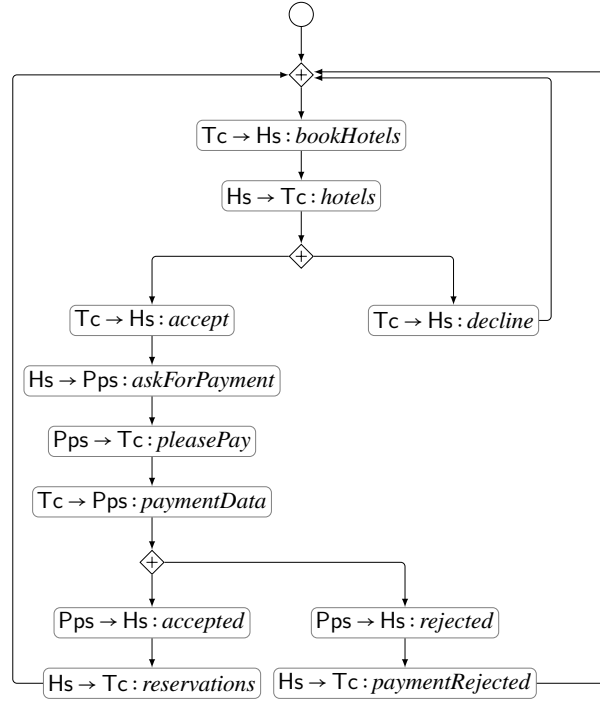 +
Tc → Hs : bookHotels
Hs → Tc : hotels
+
Tc → Hs : accept
Tc → Hs : decline
Hs → Pps : askForPayment
Pps → Tc : pleasePay
Tc → Pps : paymentData
+
Pps → Hs : accepted
Pps → Hs : rejected
Hs → Tc : reservations
Hs → Tc : paymentRejected